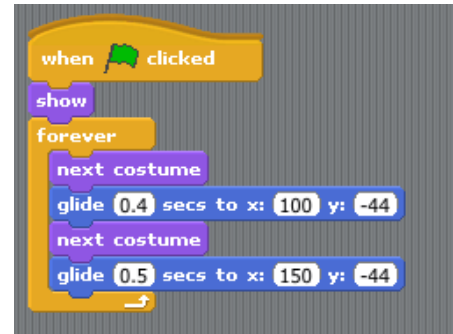 when clicked
show
forever
next costume
glide 0.4 secs to x: 100 y: -44
next costume
glide 0.5 secs to x: 150 y: -44